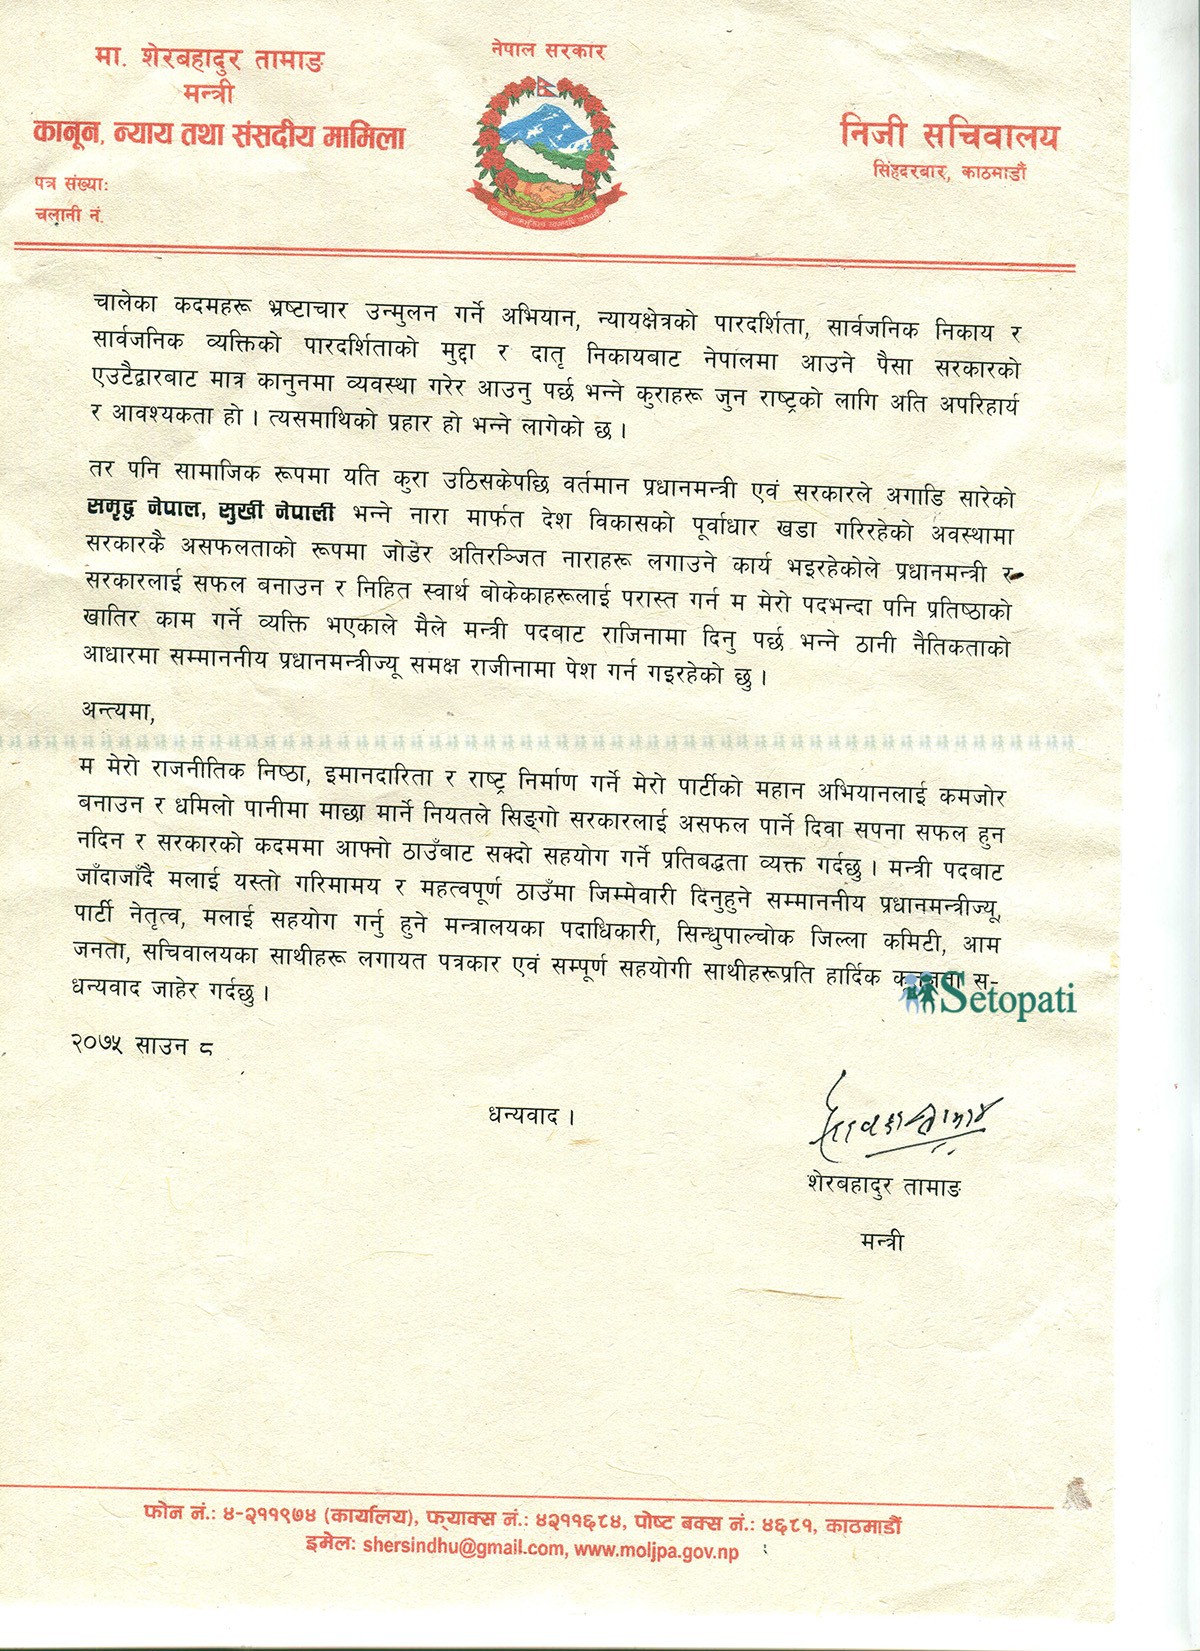 मा. शेरबहादुर तामाङ
मन्त्री
कानून, न्याय तथा संसदीय मामिला
पत्र संख्या:
चलानी नं.
नेपाल सरकार
निजी सचिवालय
सिंहदरबार, काठमाडौं
चालेका कदमहरू भ्रष्टाचार उन्मुलन गर्ने अभियान, न्यायक्षेत्रको पारदर्शिता, सार्वजनिक निकाय र
सार्वजनिक व्यक्तिको पारदर्शिताको मुद्दा र दातृ निकायबाट नेपालमा आउने पैसा सरकारको
एउटैद्वारबाट मात्र कानुनमा व्यवस्था गरेर आउनु पर्छ भन्ने कुराहरू जुन राष्ट्रको लागि अति अपरिहार्य
र आवश्यकता हो । त्यसमाथिको प्रहार हो भन्ने लागेको छ ।
तर पनि सामाजिक रूपमा यति कुरा उठिसकेपछि वर्तमान प्रधानमन्त्री एवं सरकारले अगाडि सारेको
समृद्ध नेपाल, सुखी नेपाली भन्ने नारा मार्फत देश विकासको पूर्वाधार खडा गरिरहेको अवस्थामा
सरकारकै असफलताको रूपमा जोडेर अतिरञ्जित नाराहरू लगाउने कार्य भइरहेकोले प्रधानमन्त्री र
सरकारलाई सफल बनाउन र निहित स्वार्थ बोकेकाहरूलाई परास्त गर्न म मेरो पदभन्दा पनि प्रतिष्ठाको
खातिर काम गर्ने व्यक्ति भएकाले मैले मन्त्री पदबाट राजिनामा दिनु पर्छ भन्ने ठानी नैतिकताको
आधारमा सम्माननीय प्रधानमन्त्रीज्यू समक्ष राजीनामा पेश गर्न गइरहेको छु ।
अन्त्यमा,
म मेरो राजनीतिक निष्ठा, इमानदारिता र राष्ट्र निर्माण गर्ने मेरो पार्टीको महान अभियानलाई कमजोर
बनाउन र धमिलो पानीमा माछा मार्ने नियतले सिङ्गो सरकारलाई असफल पार्ने दिवा सपना सफल हुन
नदिन र सरकारको कदममा आफ्नो ठाउँबाट सक्दो सहयोग गर्ने प्रतिबद्धता व्यक्त गर्दछु । मन्त्री पदबाट
जाँदाजाँदै मलाई यस्तो गरिमामय र महत्वपूर्ण ठाउँमा जिम्मेवारी दिनुहुने सम्माननीय प्रधानमन्त्रीज्यू,
पार्टी नेतृत्व, मलाई सहयोग गर्नु हुने मन्त्रालयका पदाधिकारी, सिन्धुपाल्चोक जिल्ला कमिटी, आम
जनता, सचिवालयका साथीहरू लगायत पत्रकार एवं सम्पूर्ण सहयोगी साथीहरूप्रति हार्दिक स-
धन्यवाद जाहेर गर्दछु ।
Setopati
२०७५ साउन ८
धन्यवाद ।
शेरबहादुर तामाङ
मन्त्री
फोन नं.: ४-२११९७४ (कार्यालय), फ्याक्स नं.: ४२११६८४, पोष्ट बक्स नं.: ४६८१, काठमाडौं
इमेल: shersindhu@gmail.com, www.moljpa.gov.np